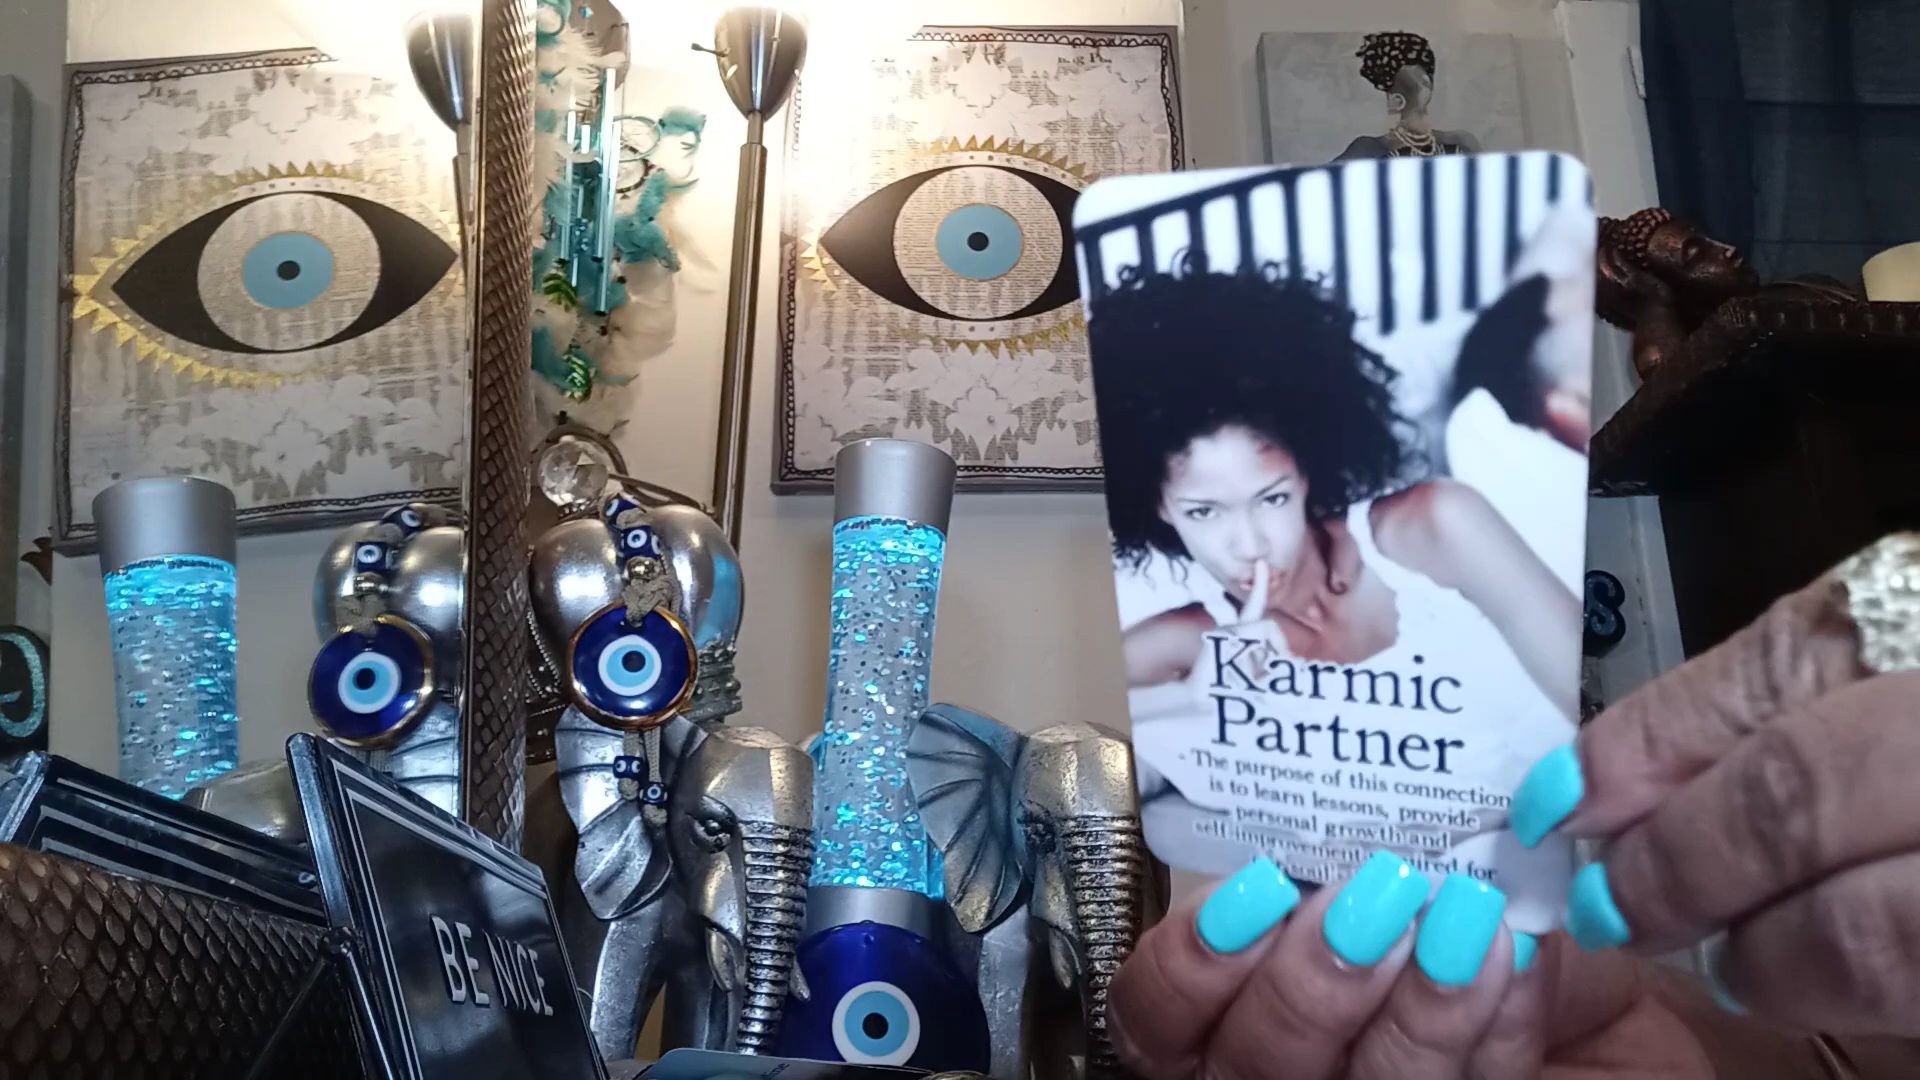 Karmic
Partner
- The purpose of this connection
is to learn lessons, provide
personal growth and
self-improvement for
BE NICE